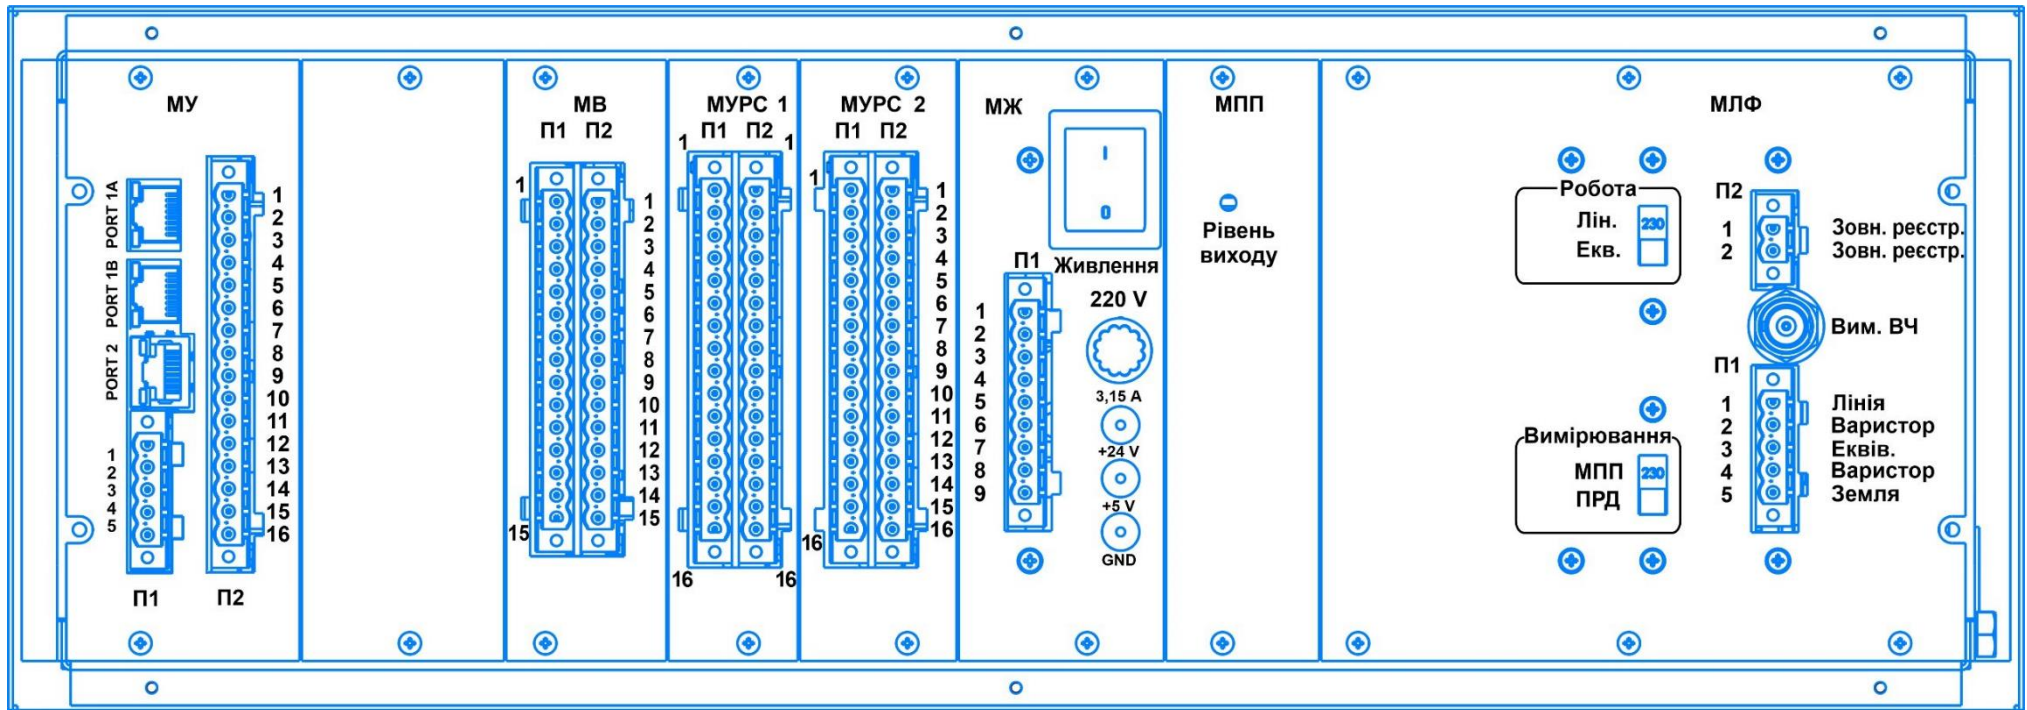 МУ
PORT 1A
PORT 1B
PORT 2
1
2
3
4
5
П1
1
2
3
4
5
6
7
8
9
10
11
12
13
14
15
16
П2
МВ
П1 П2
1
15
1
2
3
4
5
6
7
8
9
10
11
12
13
14
15
МУРС 1
П1 П2
1 1
16 16
МУРС 2
П1 П2
1
16
1
2
3
4
5
6
7
8
9
10
11
12
13
14
15
16
МЖ
I
0
П1
1
2
3
4
5
6
7
8
9
Живлення
220 V
3,15 A
+24 V
+5 V
GND
МПП
Рівень
виходу
МЛФ
Робота
Лін. 230
Екв.
Вимірювання
МПП 230
ПРД
П2
1 Зовн. реєстр.
2 Зовн. реєстр.
Вим. ВЧ
П1
1 Лінія
2 Варистор
3 Еквів.
4 Варистор
5 Земля